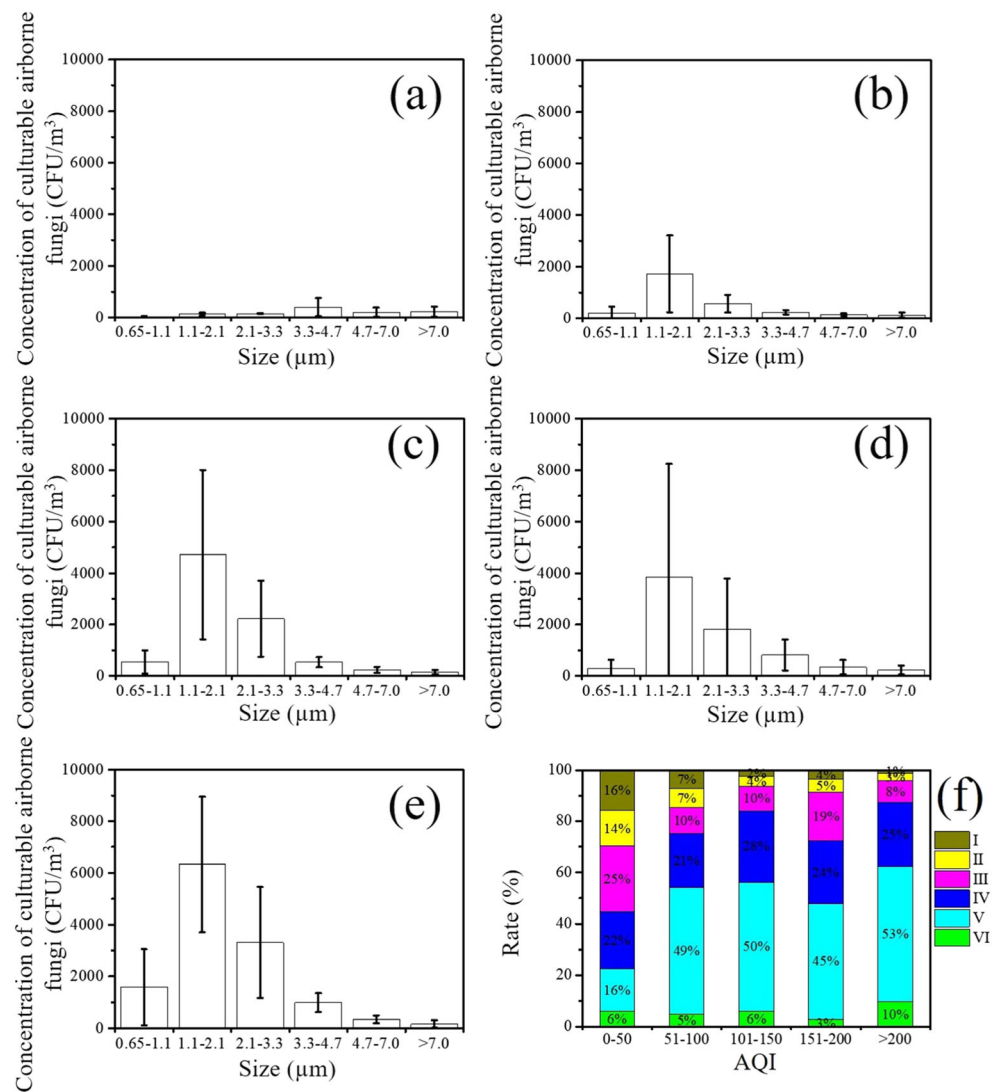 Concentration of culturable airborne
fungi (CFU/m³)
10000
8000
6000
4000
2000
0
(a)
0.65-1.1 1.1-2.1 2.1-3.3 3.3-4.7 4.7-7.0 >7.0
Size (µm)
Concentration of culturable airborne
fungi (CFU/m³)
10000
8000
6000
4000
2000
0
(b)
0.65-1.1 1.1-2.1 2.1-3.3 3.3-4.7 4.7-7.0 >7.0
Size (µm)
Concentration of culturable airborne
fungi (CFU/m³)
10000
8000
6000
4000
2000
0
(c)
0.65-1.1 1.1-2.1 2.1-3.3 3.3-4.7 4.7-7.0 >7.0
Size (µm)
Concentration of culturable airborne
fungi (CFU/m³)
10000
8000
6000
4000
2000
0
(d)
0.65-1.1 1.1-2.1 2.1-3.3 3.3-4.7 4.7-7.0 >7.0
Size (µm)
Concentration of culturable airborne
fungi (CFU/m³)
10000
8000
6000
4000
2000
0
(e)
0.65-1.1 1.1-2.1 2.1-3.3 3.3-4.7 4.7-7.0 >7.0
Size (µm)
Rate (%)
100
80
60
40
20
0
16%
14%
25%
22%
16%
6%
7%
7%
10%
21%
49%
5%
2%
4%
10%
28%
50%
6%
4%
5%
19%
24%
45%
3%
1%
8%
25%
53%
10%
(f)
I
II
III
IV
V
VI
0-50 51-100 101-150 151-200 >200
AQI